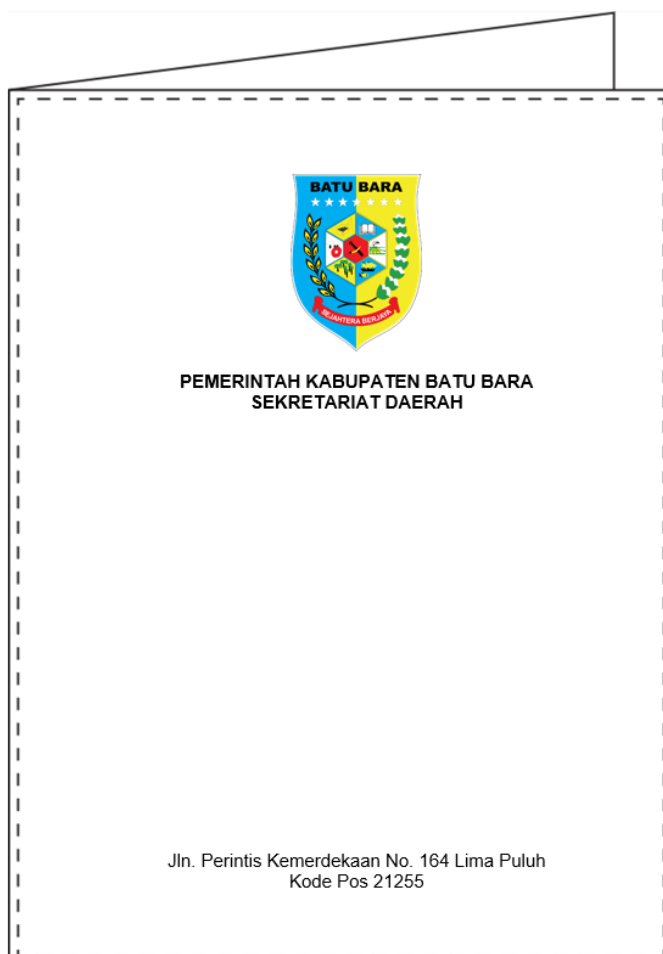 BATU BARA
SEJAHTERA BERJAYA
PEMERINTAH KABUPATEN BATU BARA
SEKRETARIAT DAERAH
Jln. Perintis Kemerdekaan No. 164 Lima Puluh
Kode Pos 21255